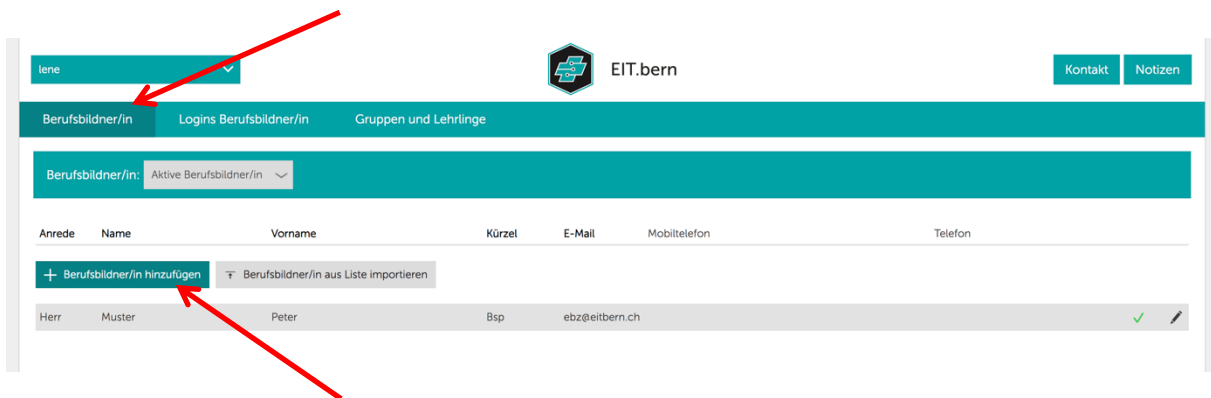 lene
EIT.bern
Kontakt Notizen
Berufsbildner/in Logins Berufsbildner/in Gruppen und Lehrlinge
Berufsbildner/in: Aktive Berufsbildner/in
Anrede Name Vorname Kürzel E-Mail Mobiltelefon Telefon
Berufsbildner/in hinzufügen Berufsbildner/in aus Liste importieren
Herr Muster Peter Bsp ebz@eitbern.ch